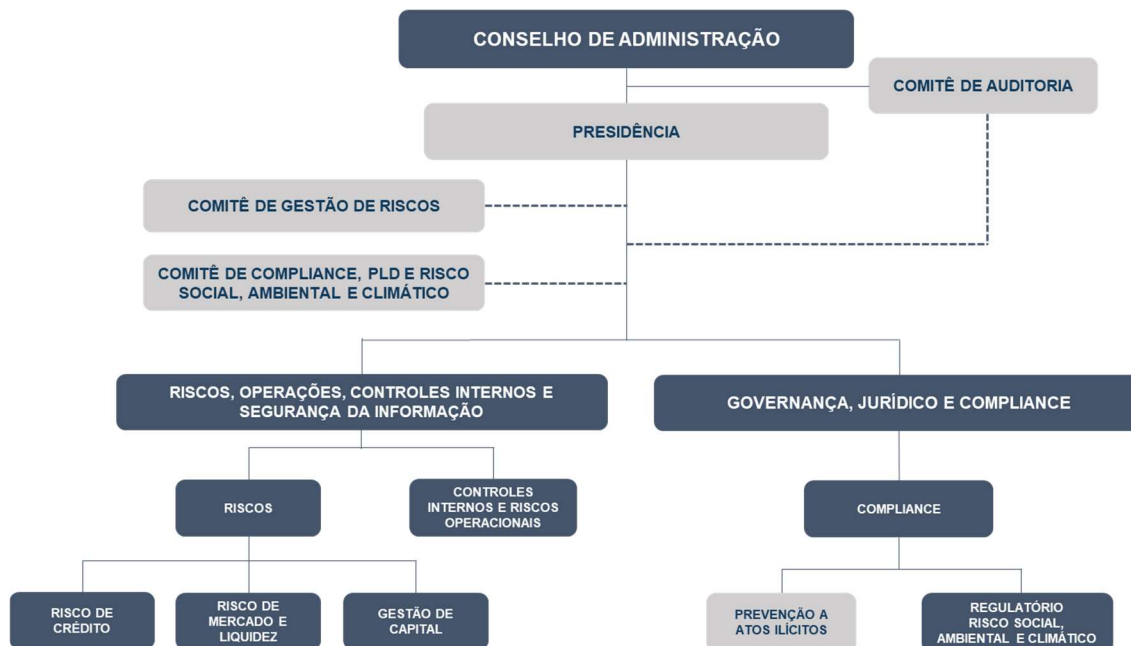 CONSELHO DE ADMINISTRAÇÃO
COMITÊ DE AUDITORIA
PRESIDÊNCIA
COMITÊ DE GESTÃO DE RISCOS
COMITÊ DE COMPLIANCE, PLD E RISCO
SOCIAL, AMBIENTAL E CLIMÁTICO
RISCOS, OPERAÇÕES, CONTROLES INTERNOS E
SEGURANÇA DA INFORMAÇÃO
GOVERNANÇA, JURÍDICO E COMPLIANCE
RISCOS
CONTROLES
INTERNOS E RISCOS
OPERACIONAIS
COMPLIANCE
RISCO DE
CRÉDITO
RISCO DE
MERCADO E
LIQUIDEZ
GESTÃO DE
CAPITAL
PREVENÇÃO A
ATOS ILÍCITOS
REGULATÓRIO
RISCO SOCIAL,
AMBIENTAL E CLIMÁTICO